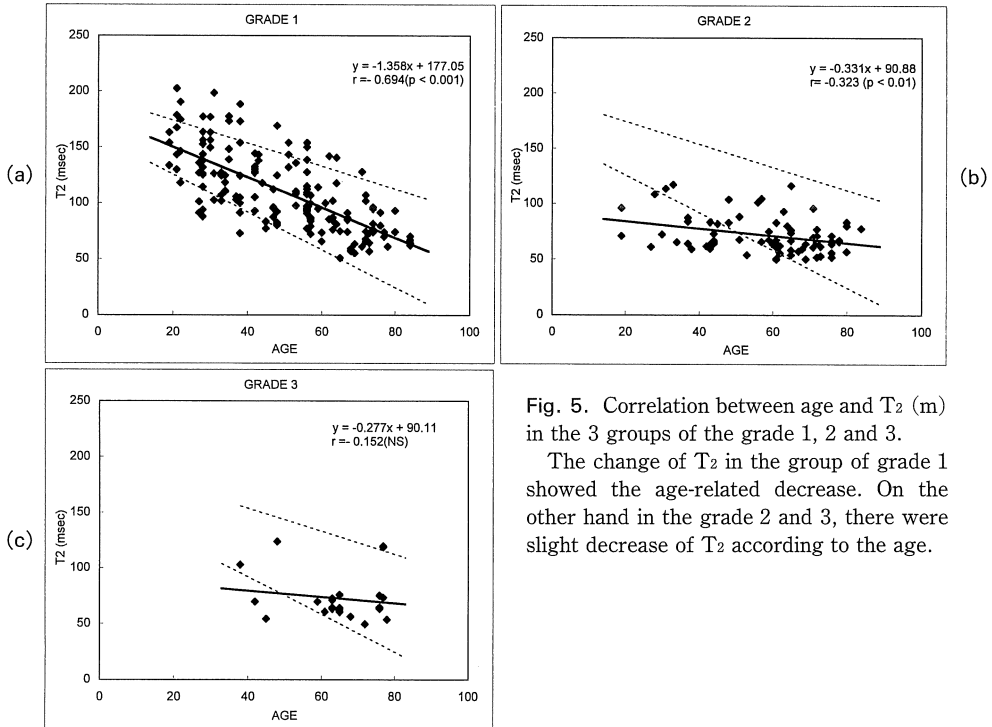 GRADE 1
250
200
150
100
50
0
T2 (msec)
y = -1.358x + 177.05
r =- 0.694(p < 0.001)
0 20 40 60 80 100
AGE
(a)
GRADE 2
250
200
150
100
50
0
T2 (msec)
y = -0.331x + 90.88
r= -0.323 (p < 0.01)
0 20 40 60 80 100
AGE
(b)
GRADE 3
250
200
150
100
50
0
T2 (msec)
y = -0.277x + 90.11
r =- 0.152(NS)
0 20 40 60 80 100
AGE
(c)
Fig. 5. Correlation between age and T2 (m)
in the 3 groups of the grade 1, 2 and 3.
The change of T2 in the group of grade 1
showed the age-related decrease. On the
other hand in the grade 2 and 3, there were
slight decrease of T2 according to the age.